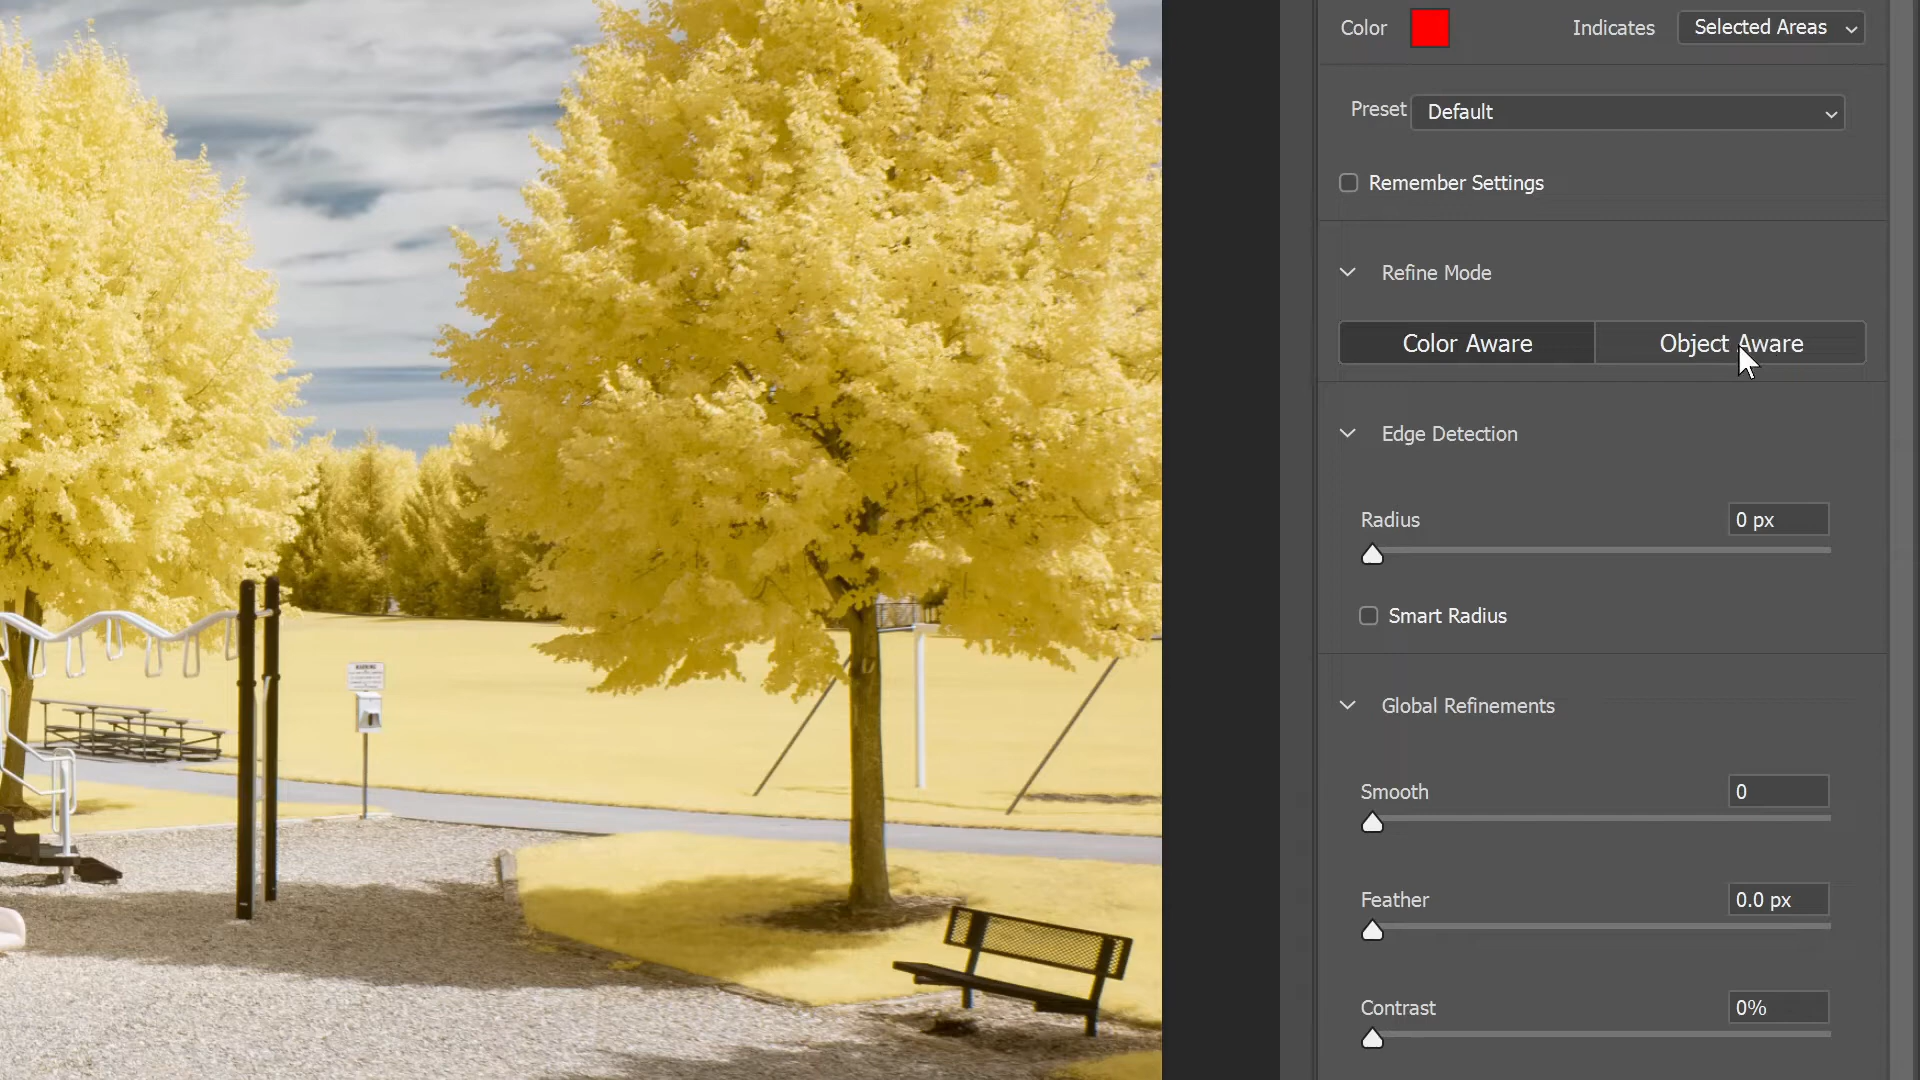 Color
Indicates
Selected Areas
Preset
Default
Remember Settings
Refine Mode
Color Aware
Object Aware
Edge Detection
Radius
0 px
Smart Radius
Global Refinements
Smooth
0
Feather
0.0 px
Contrast
0%
WARNING